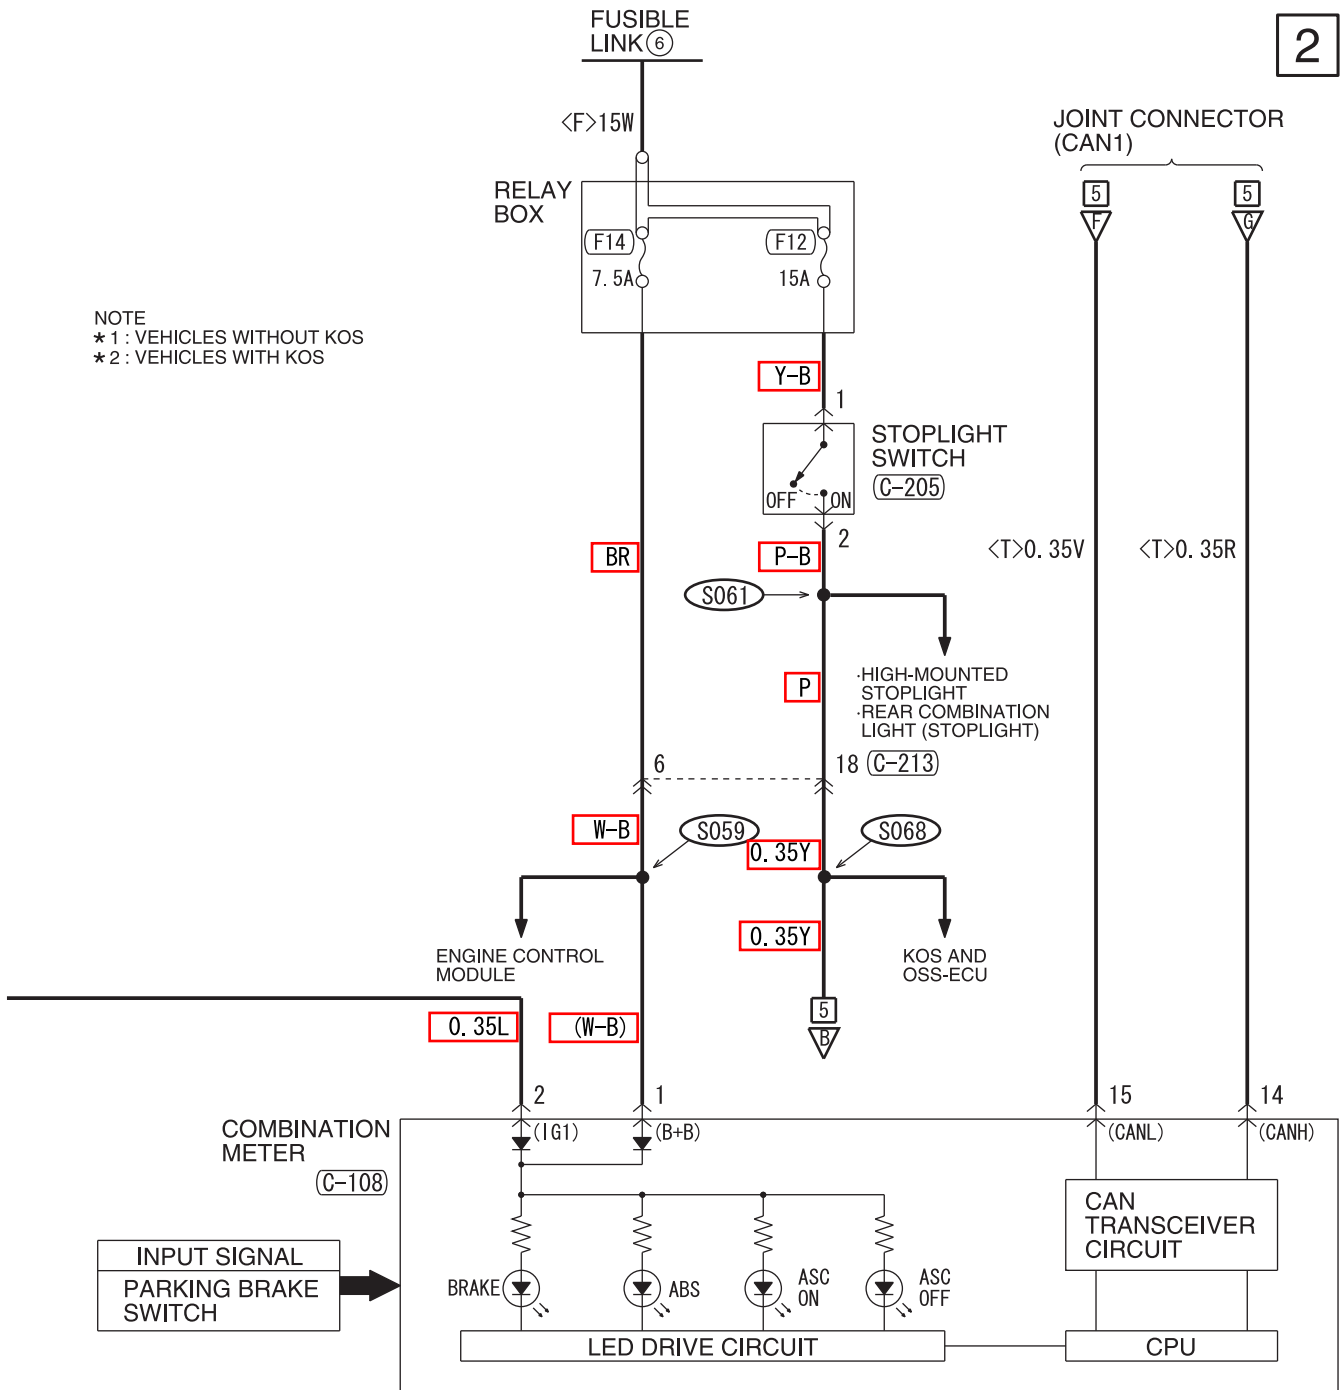 FUSIBLE
LINK 6
2
<F>15W
JOINT CONNECTOR
(CAN1)
RELAY
BOX
5
5
F
G
F14
F12
7.5A
15A
NOTE
*1 : VEHICLES WITHOUT KOS
*2 : VEHICLES WITH KOS
Y-B
1
STOPLIGHT
SWITCH
C-205
OFF
ON
2
BR
P-B
<T>0.35V
<T>0.35R
S061
·HIGH-MOUNTED
STOPLIGHT
·REAR COMBINATION
LIGHT (STOPLIGHT)
P
6
18
C-213
W-B
S059
S068
0.35Y
0.35Y
ENGINE CONTROL
MODULE
KOS AND
OSS-ECU
5
B
0.35L
(W-B)
2
1
15
14
COMBINATION
METER
C-108
(IG1)
(B+B)
(CANL)
(CANH)
CAN
TRANSCEIVER
CIRCUIT
INPUT SIGNAL
PARKING BRAKE
SWITCH
BRAKE
ABS
ASC
ON
ASC
OFF
LED DRIVE CIRCUIT
CPU